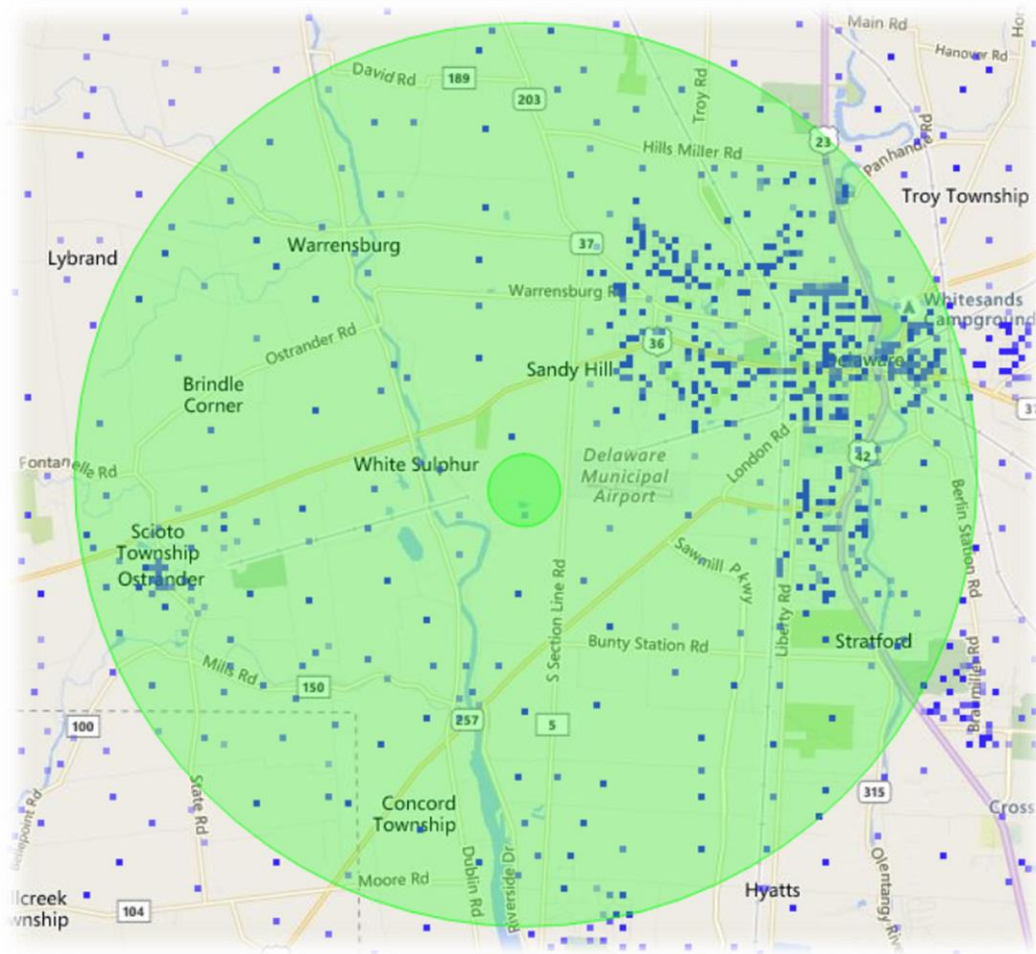 Main Rd
Hanover Rd
David Rd
189
203
Troy Rd
Hills Miller Rd
23
Panhandle Rd
Troy Township
Lybrand
Warrensburg
37
Warrensburg R
Whitesands
Campground
Ostrander Rd
36
Sandy Hill
Delaware
Brindle
Corner
Fontanelle Rd
White Sulphur
Delaware
Municipal
Airport
London Rd
42
Berlin Station Rd
Scioto
Township
Ostrander
Sawmill Pkwy
S Section Line Rd
Liberty Rd
Bunty Station Rd
Stratford
Mills Rd
150
Braumiller Rd
100
257
5
State Rd
315
Cross
Concord
Township
Dublin Rd
Riverside Dr
Moore Rd
Hyatts
Olentangy Riv
llcreek
wnship
104